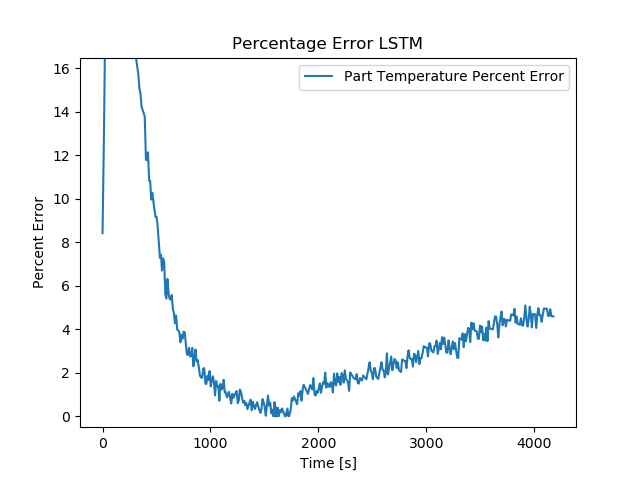 Percentage Error LSTM
Part Temperature Percent Error
16
14
12
10
8
6
4
2
0
Percent Error
0 1000 2000 3000 4000
Time [s]